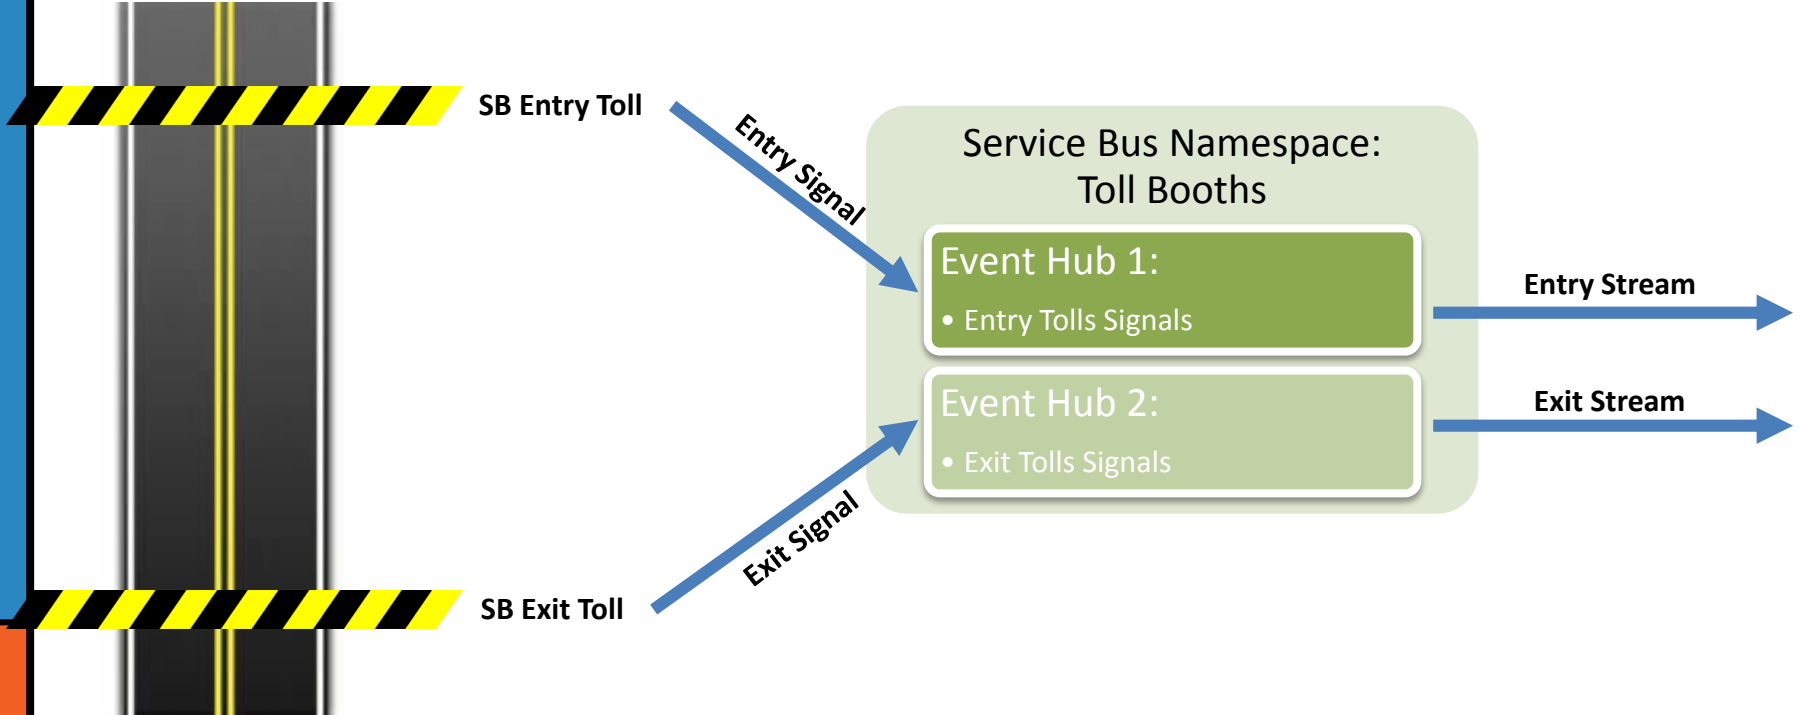 SB Entry Toll
Entry Signal
Service Bus Namespace:
Toll Booths
Event Hub 1:
• Entry Tolls Signals
Entry Stream
Event Hub 2:
• Exit Tolls Signals
Exit Stream
Exit Signal
SB Exit Toll